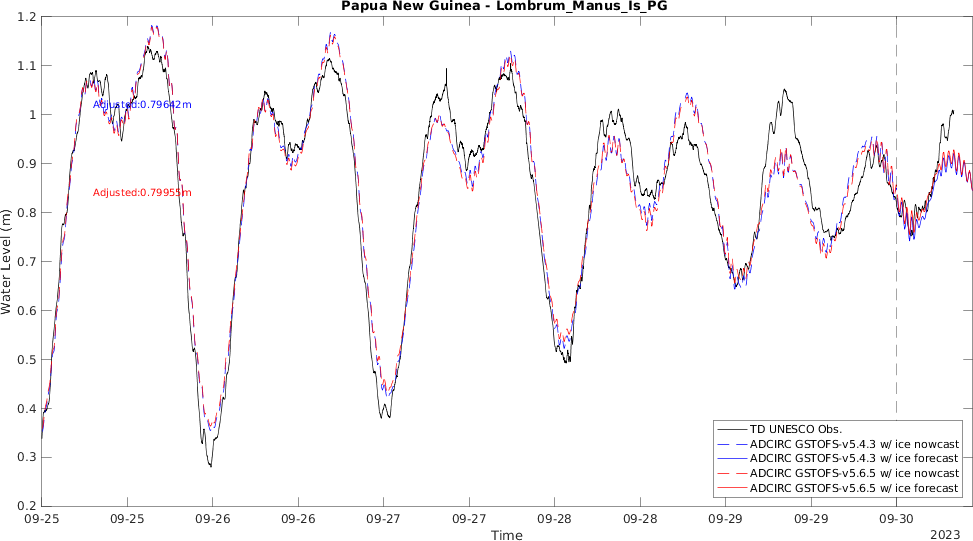 Papua New Guinea - Lombrum_Manus_Is_PG
1.2
1.1
1
0.9
0.8
0.7
0.6
0.5
0.4
0.3
0.2
Water Level (m)
Adjusted:0.79642m
Adjusted:0.79955m
TD UNESCO Obs.
ADCIRC GSTOFS-v5.4.3 w/ ice nowcast
ADCIRC GSTOFS-v5.4.3 w/ ice forecast
ADCIRC GSTOFS-v5.6.5 w/ ice nowcast
ADCIRC GSTOFS-v5.6.5 w/ ice forecast
09-25 09-25 09-26 09-26 09-27 09-27 09-28 09-28 09-29 09-29 09-30
Time
2023